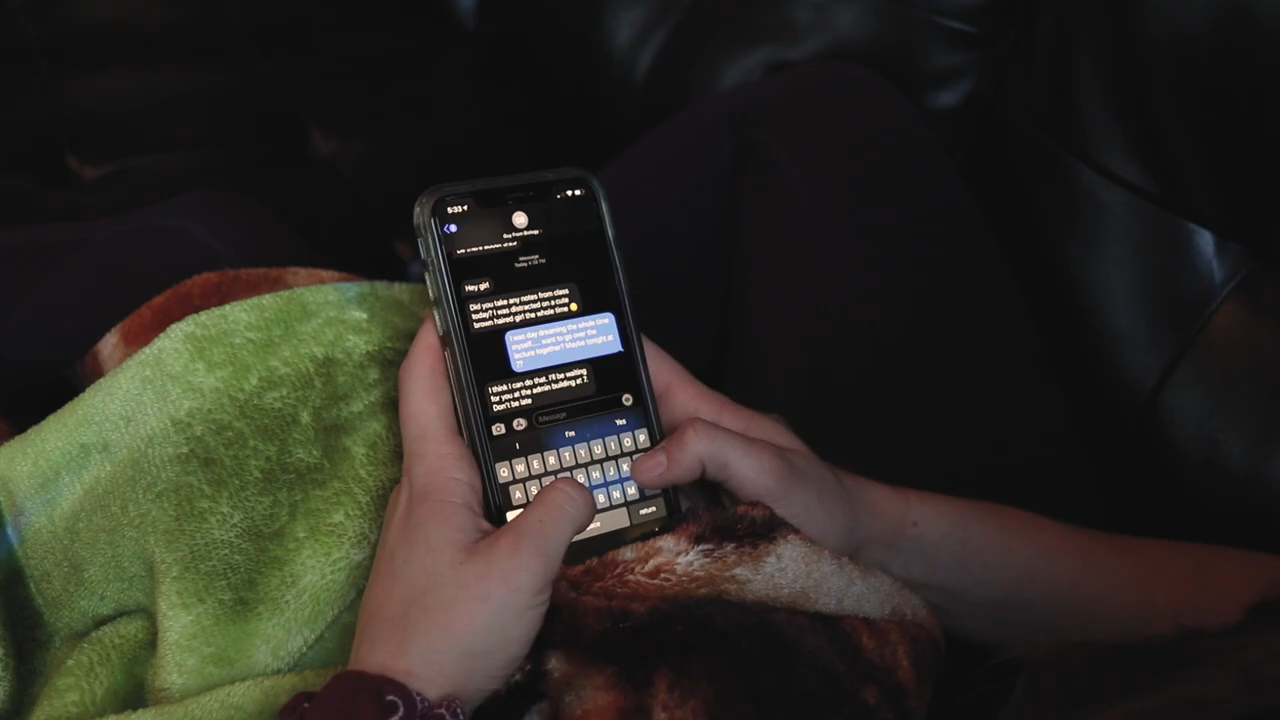 5:33
Guy From Biology
iMessage
Today 4:26 PM
Hey girl
Did you take any notes from class
today? I was distracted on a cute
brown haired girl the whole time
I was day dreaming the whole time
myself.... want to go over the
lecture together? Maybe tonight at
7?
I think I can do that. I'll be waiting
for you at the admin building at 7.
Don't be late
iMessage
I I'm Yes
Q W E R T Y U I O P
A S G H J K
B N M
return